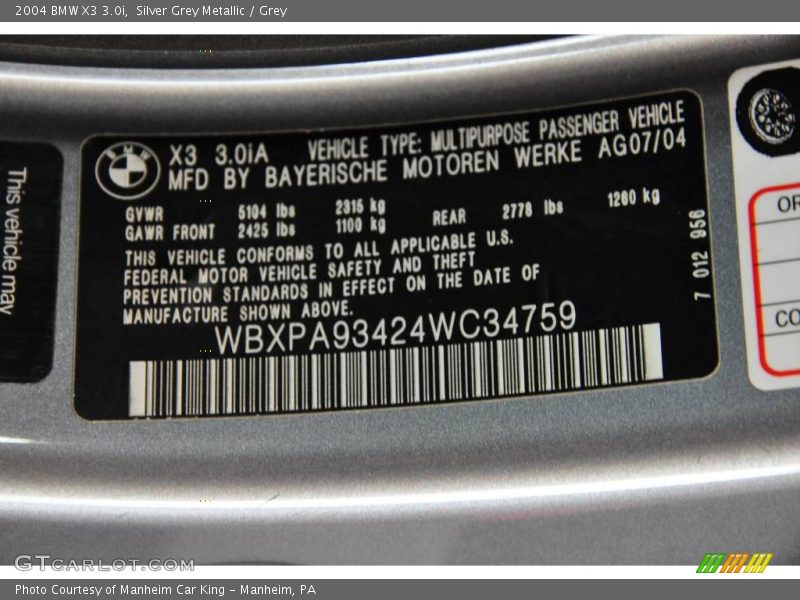 2004 BMW X3 3.0i, Silver Grey Metallic / Grey
This vehicle may
BMW
X3 3.0iA VEHICLE TYPE: MULTIPURPOSE PASSENGER VEHICLE
MFD BY BAYERISCHE MOTOREN WERKE AG07/04
GVWR 5104 lbs 2315 kg
GAWR FRONT 2425 lbs 1100 kg REAR 2778 lbs 1260 kg
THIS VEHICLE CONFORMS TO ALL APPLICABLE U.S.
FEDERAL MOTOR VEHICLE SAFETY AND THEFT
PREVENTION STANDARDS IN EFFECT ON THE DATE OF
MANUFACTURE SHOWN ABOVE.
WBXPA93424WC34759
7 012 956
OR
CO
GTCARLOT.COM
Photo Courtesy of Manheim Car King - Manheim, PA